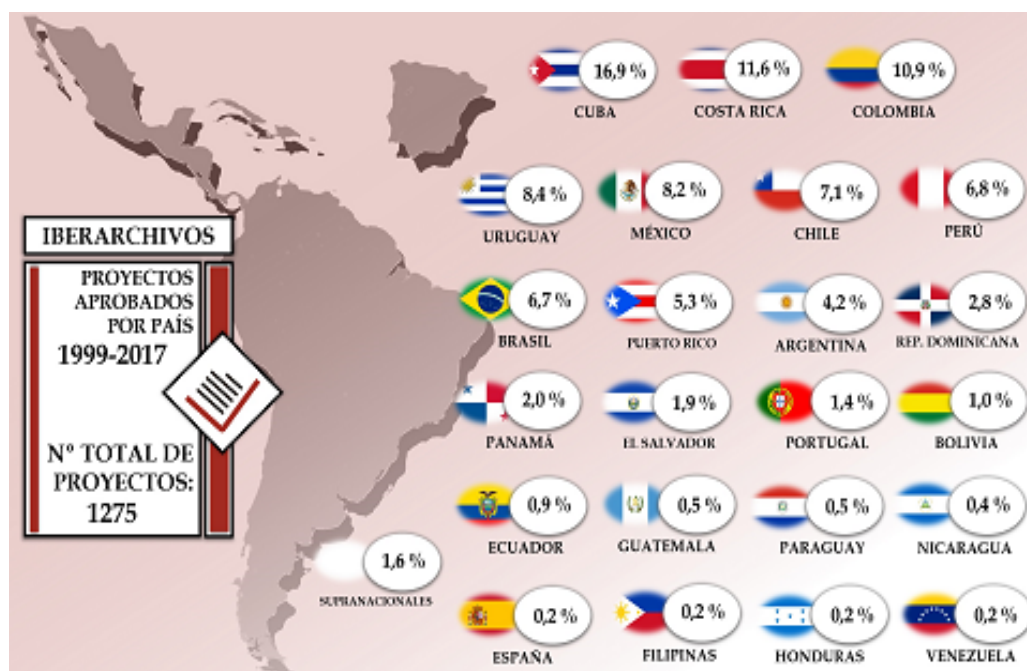 16,9 %
11,6 %
10,9 %
CUBA
COSTA RICA
COLOMBIA
8,4 %
8,2 %
7,1 %
6,8 %
URUGUAY
MÉXICO
CHILE
PERÚ
IBERARCHIVOS
PROYECTOS
APROBADOS
POR PAÍS
1999-2017
Nº TOTAL DE
PROYECTOS:
1275
6,7 %
5,3 %
4,2 %
2,8 %
BRASIL
PUERTO RICO
ARGENTINA
REP. DOMINICANA
2,0 %
1,9 %
1,4 %
1,0 %
PANAMÁ
EL SALVADOR
PORTUGAL
BOLIVIA
0,9 %
0,5 %
0,5 %
0,4 %
ECUADOR
GUATEMALA
PARAGUAY
NICARAGUA
1,6 %
SUPRANACIONALES
0,2 %
0,2 %
0,2 %
0,2 %
ESPAÑA
FILIPINAS
HONDURAS
VENEZUELA